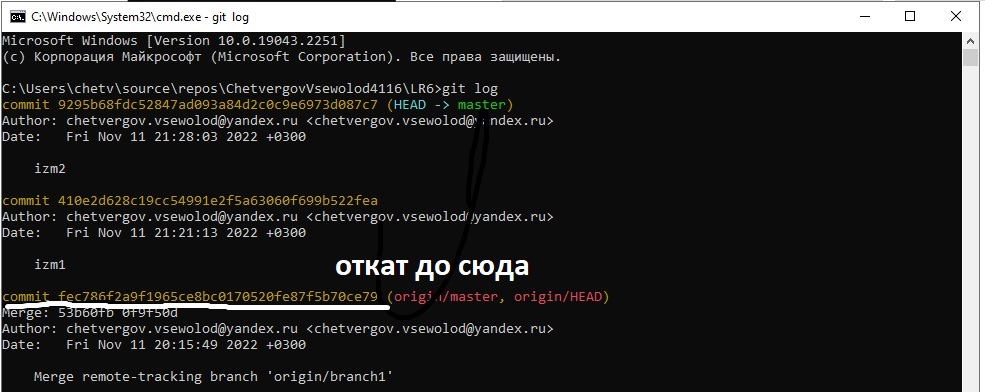 C:\Windows\System32\cmd.exe - git log
Microsoft Windows [Version 10.0.19043.2251]
(c) Корпорация Майкрософт (Microsoft Corporation). Все права защищены.
C:\Users\chetv\source\repos\ChetvergovVsewolod4116\LR6>git log
commit 9295b68fdc52847ad093a84d2c0c9e6973d087c7 (HEAD -> master)
Author: chetvergov.vsewolod@yandex.ru <chetvergov.vsewolod@yandex.ru>
Date: Fri Nov 11 21:28:03 2022 +0300
izm2
commit 410e2d628c19cc54991e2f5a63060f699b522fea
Author: chetvergov.vsewolod@yandex.ru <chetvergov.vsewolod@yandex.ru>
Date: Fri Nov 11 21:21:13 2022 +0300
izm1
откат до сюда
commit fec786f2a9f1965ce8bc0170520fe87f5b70ce79 (origin/master, origin/HEAD)
Merge: 53b60fb 0f9f50d
Author: chetvergov.vsewolod@yandex.ru <chetvergov.vsewolod@yandex.ru>
Date: Fri Nov 11 20:15:49 2022 +0300
Merge remote-tracking branch 'origin/branch1'